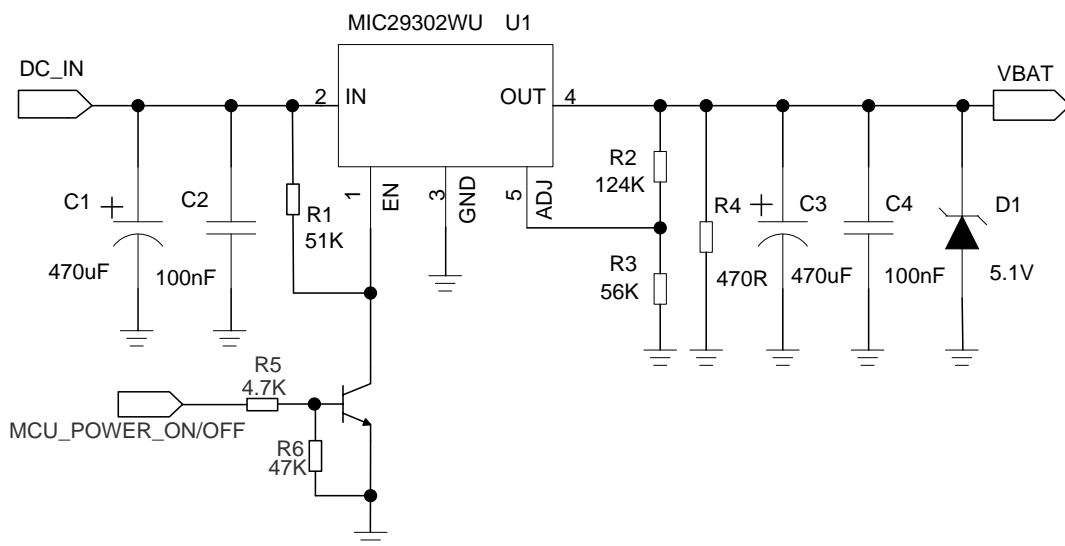 MIC29302WU U1
DC_IN
VBAT
2 IN
OUT 4
1
EN
3
GND
5
ADJ
R2
124K
C1 +
C2
R1
51K
R4
+ C3
C4
D1
470uF
100nF
R3
56K
470R
470uF
100nF
5.1V
R5
4.7K
MCU_POWER_ON/OFF
R6
47K